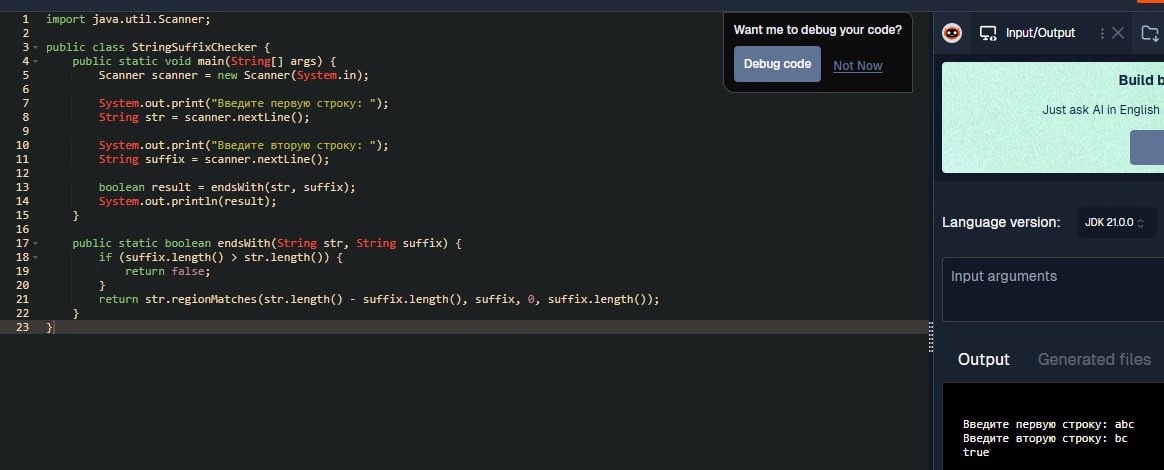 1 import java.util.Scanner;
2
3 public class StringSuffixChecker {
4 public static void main(String[] args) {
5 Scanner scanner = new Scanner(System.in);
6
7 System.out.print("Введите первую строку: ");
8 String str = scanner.nextLine();
9
10 System.out.print("Введите вторую строку: ");
11 String suffix = scanner.nextLine();
12
13 boolean result = endsWith(str, suffix);
14 System.out.println(result);
15 }
16
17 public static boolean endsWith(String str, String suffix) {
18 if (suffix.length() > str.length()) {
19 return false;
20 }
21 return str.regionMatches(str.length() - suffix.length(), suffix, 0, suffix.length());
22 }
23 }
Want me to debug your code?
Debug code Not Now
Input/Output
Build b
Just ask AI in English
Language version: JDK 21.0.0
Input arguments
Output Generated files
Введите первую строку: abc
Введите вторую строку: bc
true